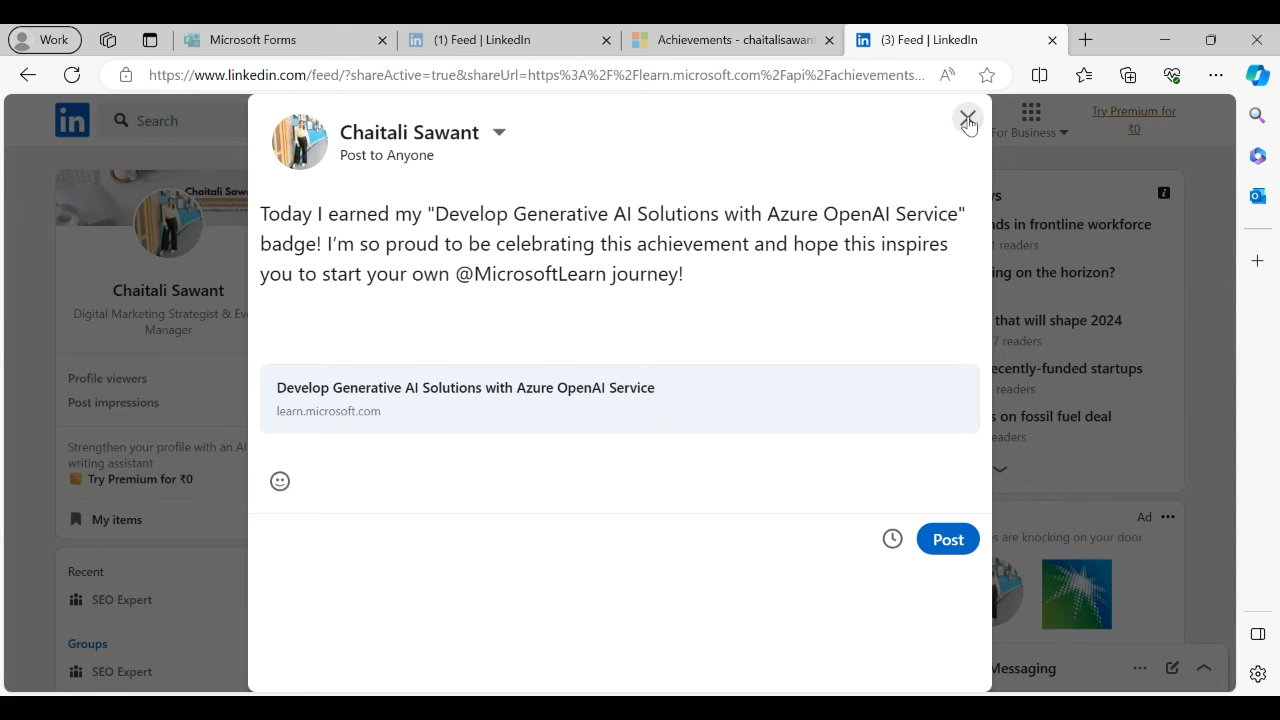 Work
Microsoft Forms
(1) Feed | LinkedIn
Achievements - chaitalisawant
(3) Feed | LinkedIn
https://www.linkedin.com/feed/?shareActive=true&shareUrl=https%3A%2F%2Flearn.microsoft.com%2Fapi%2Fachievements...
in
Search
For Business
Try Premium for
₹0
Chaitali Sawant
Post to Anyone
Today I earned my "Develop Generative AI Solutions with Azure OpenAI Service"
badge! I'm so proud to be celebrating this achievement and hope this inspires
you to start your own @MicrosoftLearn journey!
Develop Generative AI Solutions with Azure OpenAI Service
learn.microsoft.com
Post
Chaitali Sawa
Chaitali Sawant
Digital Marketing Strategist & Ev
Manager
Profile viewers
Post impressions
Strengthen your profile with an AI
writing assistant
Try Premium for ₹0
My items
Recent
SEO Expert
Groups
SEO Expert
ws
nds in frontline workforce
readers
ing on the horizon?
that will shape 2024
7 readers
ecently-funded startups
readers
s on fossil fuel deal
eaders
Ad
s are knocking on your door
Messaging